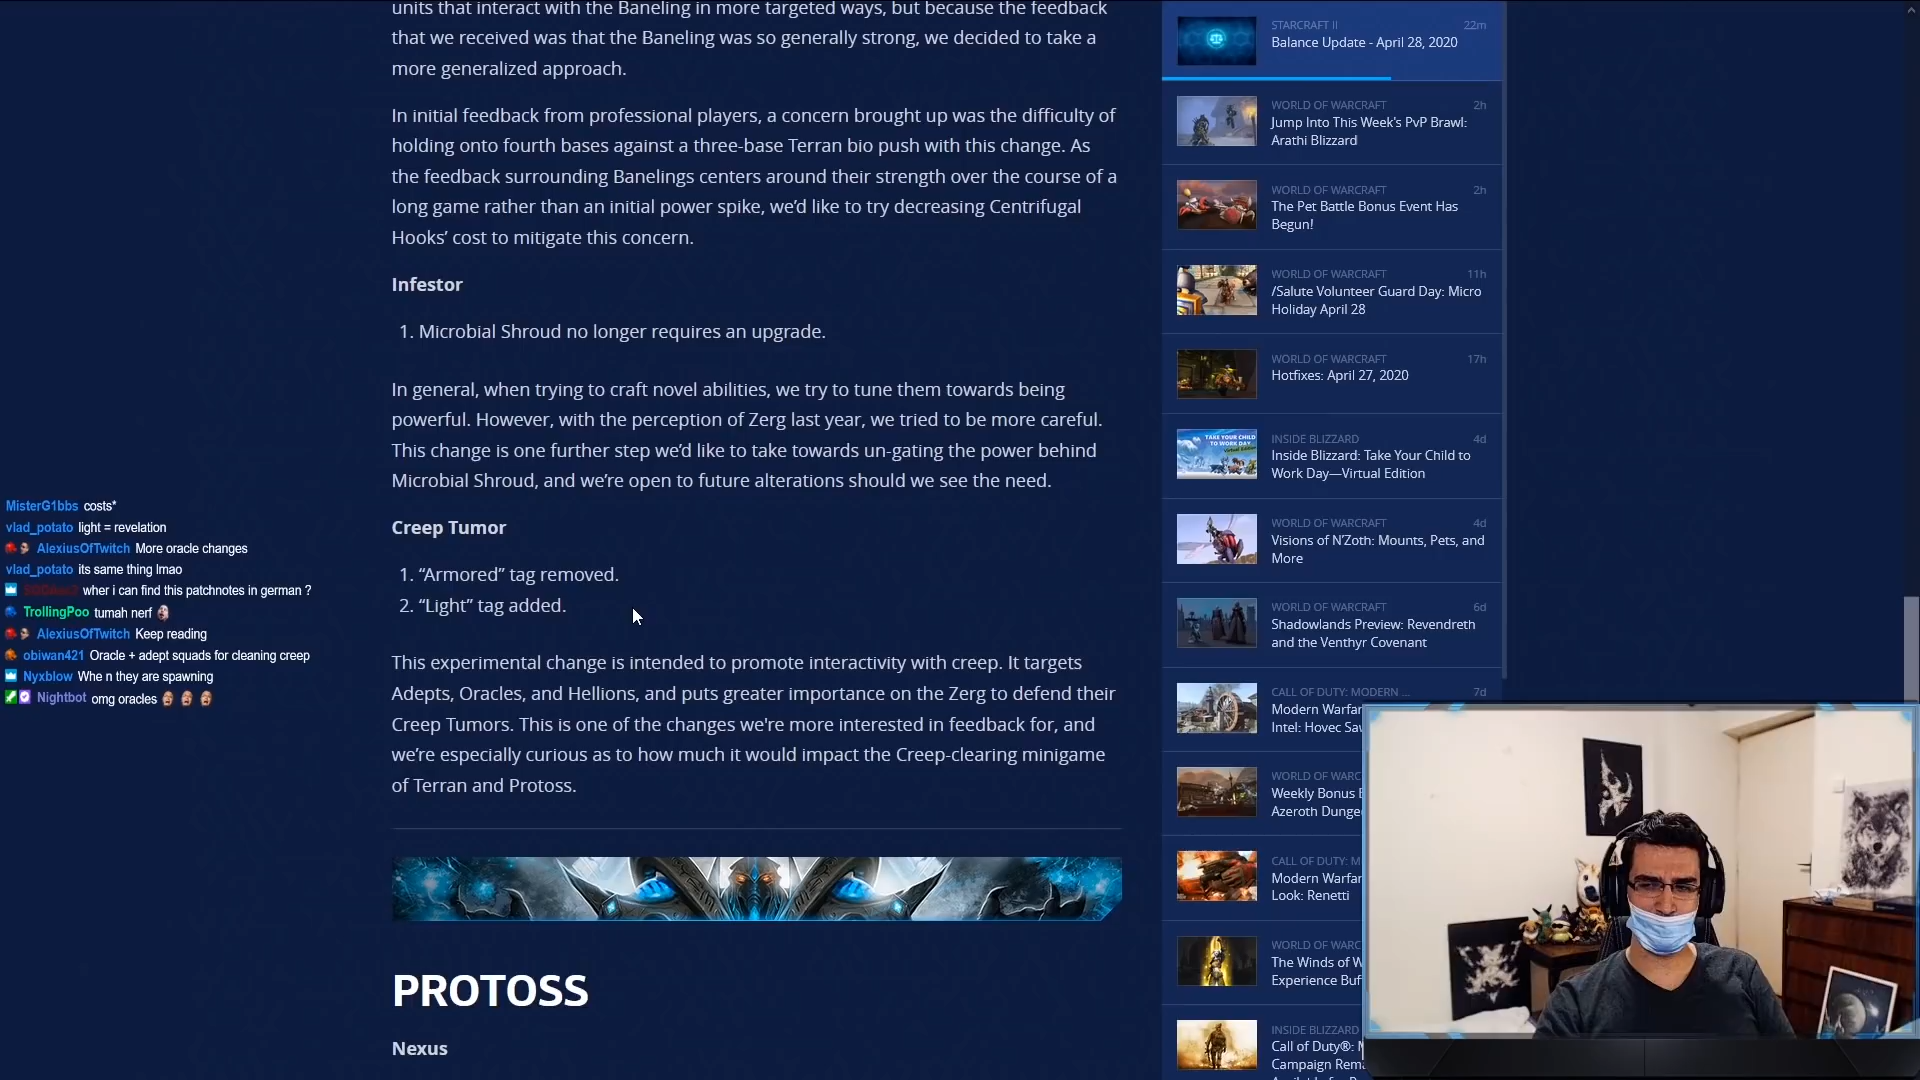 units that interact with the Baneling in more targeted ways, but because the feedback
that we received was that the Baneling was so generally strong, we decided to take a
more generalized approach.
In initial feedback from professional players, a concern brought up was the difficulty of
holding onto fourth bases against a three-base Terran bio push with this change. As
the feedback surrounding Banelings centers around their strength over the course of a
long game rather than an initial power spike, we’d like to try decreasing Centrifugal
Hooks’ cost to mitigate this concern.
Infestor
1. Microbial Shroud no longer requires an upgrade.
In general, when trying to craft novel abilities, we try to tune them towards being
powerful. However, with the perception of Zerg last year, we tried to be more careful.
This change is one further step we’d like to take towards un-gating the power behind
Microbial Shroud, and we’re open to future alterations should we see the need.
Creep Tumor
1. “Armored” tag removed.
2. “Light” tag added.
This experimental change is intended to promote interactivity with creep. It targets
Adepts, Oracles, and Hellions, and puts greater importance on the Zerg to defend their
Creep Tumors. This is one of the changes we're more interested in feedback for, and
we’re especially curious as to how much it would impact the Creep-clearing minigame
of Terran and Protoss.
PROTOSS
Nexus
MisterG1bbs costs*
vlad_potato light = revelation
AlexiusOfTwitch More oracle changes
vlad_potato its same thing lmao
wher i can find this patchnotes in german ?
TrollingPoo tumah nerf
AlexiusOfTwitch Keep reading
obiwan421 Oracle + adept squads for cleaning creep
Nyxblow Whe n they are spawning
Nightbot omg oracles
STARCRAFT II 22m
Balance Update - April 28, 2020
WORLD OF WARCRAFT 2h
Jump Into This Week's PvP Brawl:
Arathi Blizzard
WORLD OF WARCRAFT 2h
The Pet Battle Bonus Event Has
Begun!
WORLD OF WARCRAFT 11h
/Salute Volunteer Guard Day: Micro
Holiday April 28
WORLD OF WARCRAFT 17h
Hotfixes: April 27, 2020
TAKE YOUR CHILD
TO WORK DAY
INSIDE BLIZZARD 4d
Inside Blizzard: Take Your Child to
Work Day—Virtual Edition
WORLD OF WARCRAFT 4d
Visions of N’Zoth: Mounts, Pets, and
More
WORLD OF WARCRAFT 6d
Shadowlands Preview: Revendreth
and the Venthyr Covenant
CALL OF DUTY: MODERN ... 7d
Modern Warfar
Intel: Hovec Sav
WORLD OF WARC
Weekly Bonus E
Azeroth Dunge
CALL OF DUTY: M
Modern Warfar
Look: Renetti
WORLD OF WARC
The Winds of W
Experience Buf
INSIDE BLIZZARD
Call of Duty®: M
Campaign Rema